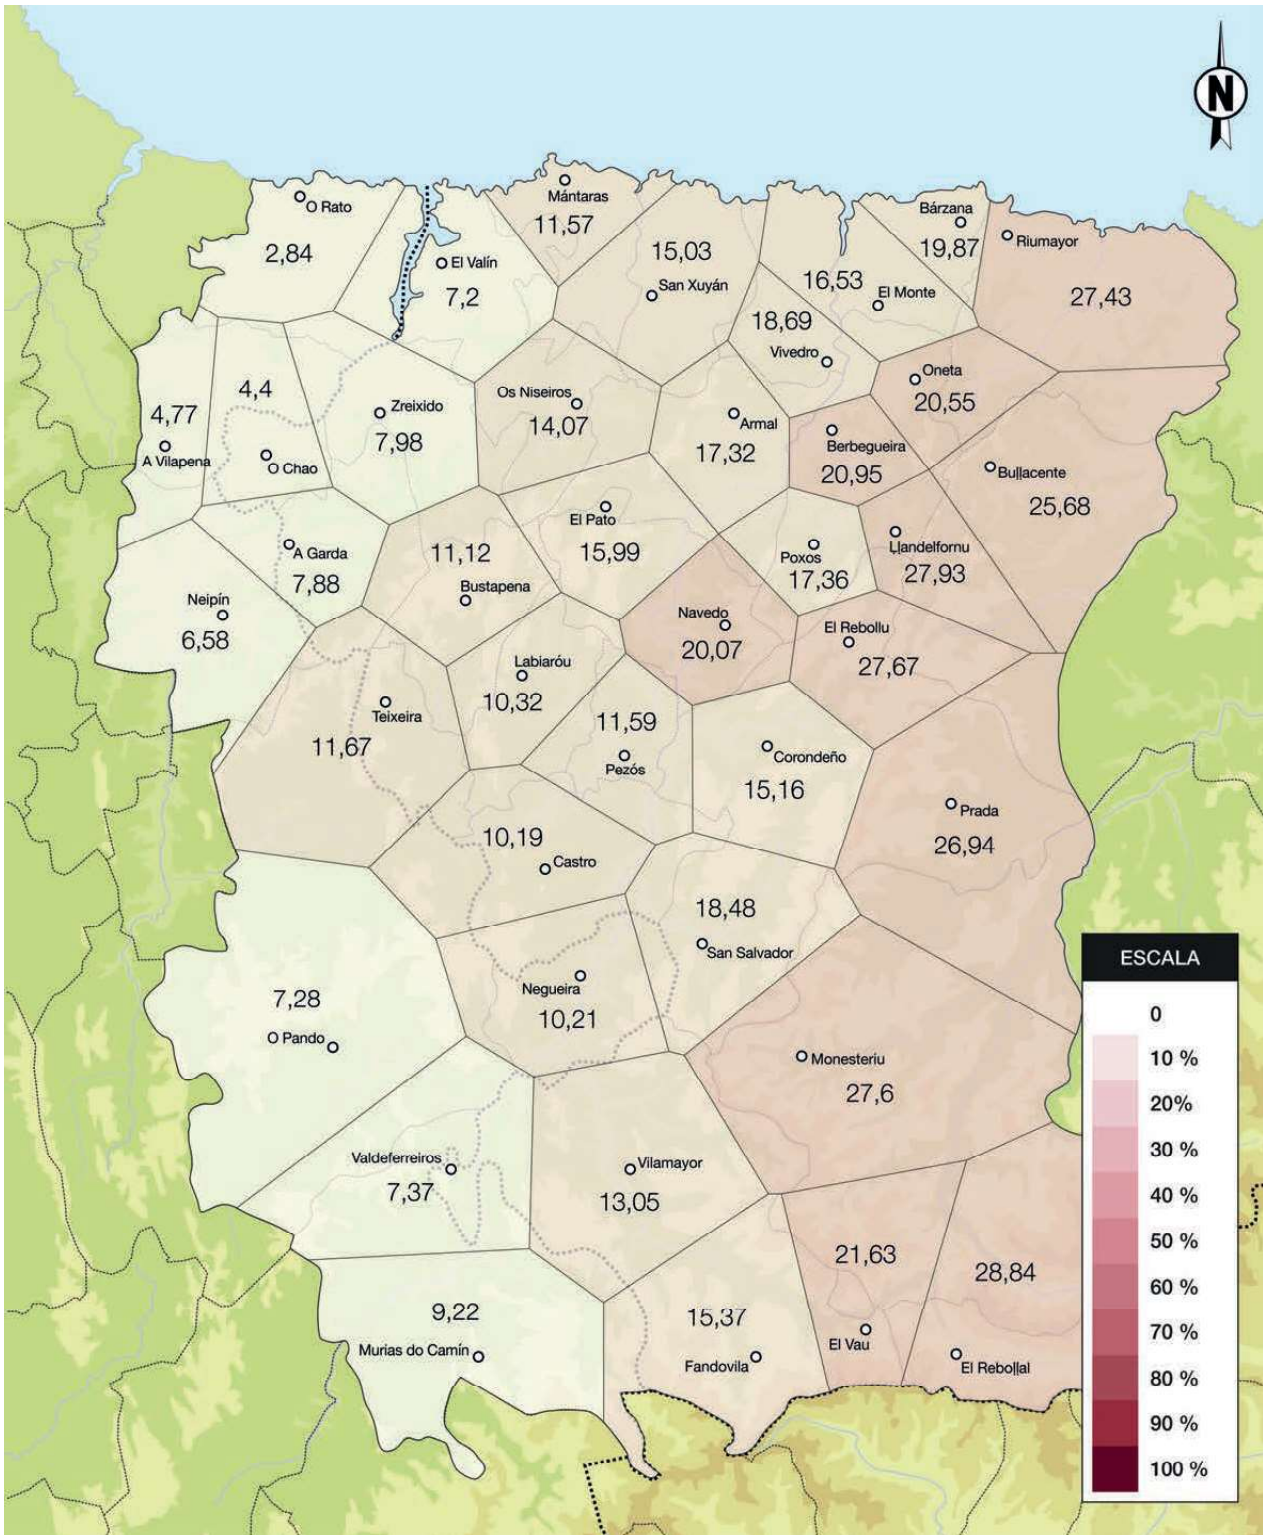 N
O Rato
2,84
El Valín
7,2
Mántaras
11,57
15,03
San Xuyán
16,53
El Monte
Bárzana
19,87
Riumayor
27,43
18,69
Vivedro
4,77
A Vilapena
4,4
O Chao
Zreixido
7,98
Os Niseiros
14,07
Armal
17,32
Oneta
20,55
Berbegueira
20,95
Buḷḷacente
25,68
A Garda
7,88
11,12
Bustapena
El Pato
15,99
Poxos
17,36
Ḷḷandelfornu
27,93
Neipín
6,58
Navedo
20,07
El Rebollu
27,67
Labiaróu
10,32
Teixeira
11,67
11,59
Pezós
Corondeño
15,16
Prada
26,94
10,19
Castro
18,48
San Salvador
Negueira
10,21
7,28
O Pando
Monesteriu
27,6
Valdeferreiros
7,37
Vilamayor
13,05
21,63
El Vau
28,84
El Reboḷḷal
9,22
Murias do Camín
15,37
Fandovila
ESCALA
0
10 %
20%
30 %
40 %
50 %
60 %
70 %
80 %
90 %
100 %